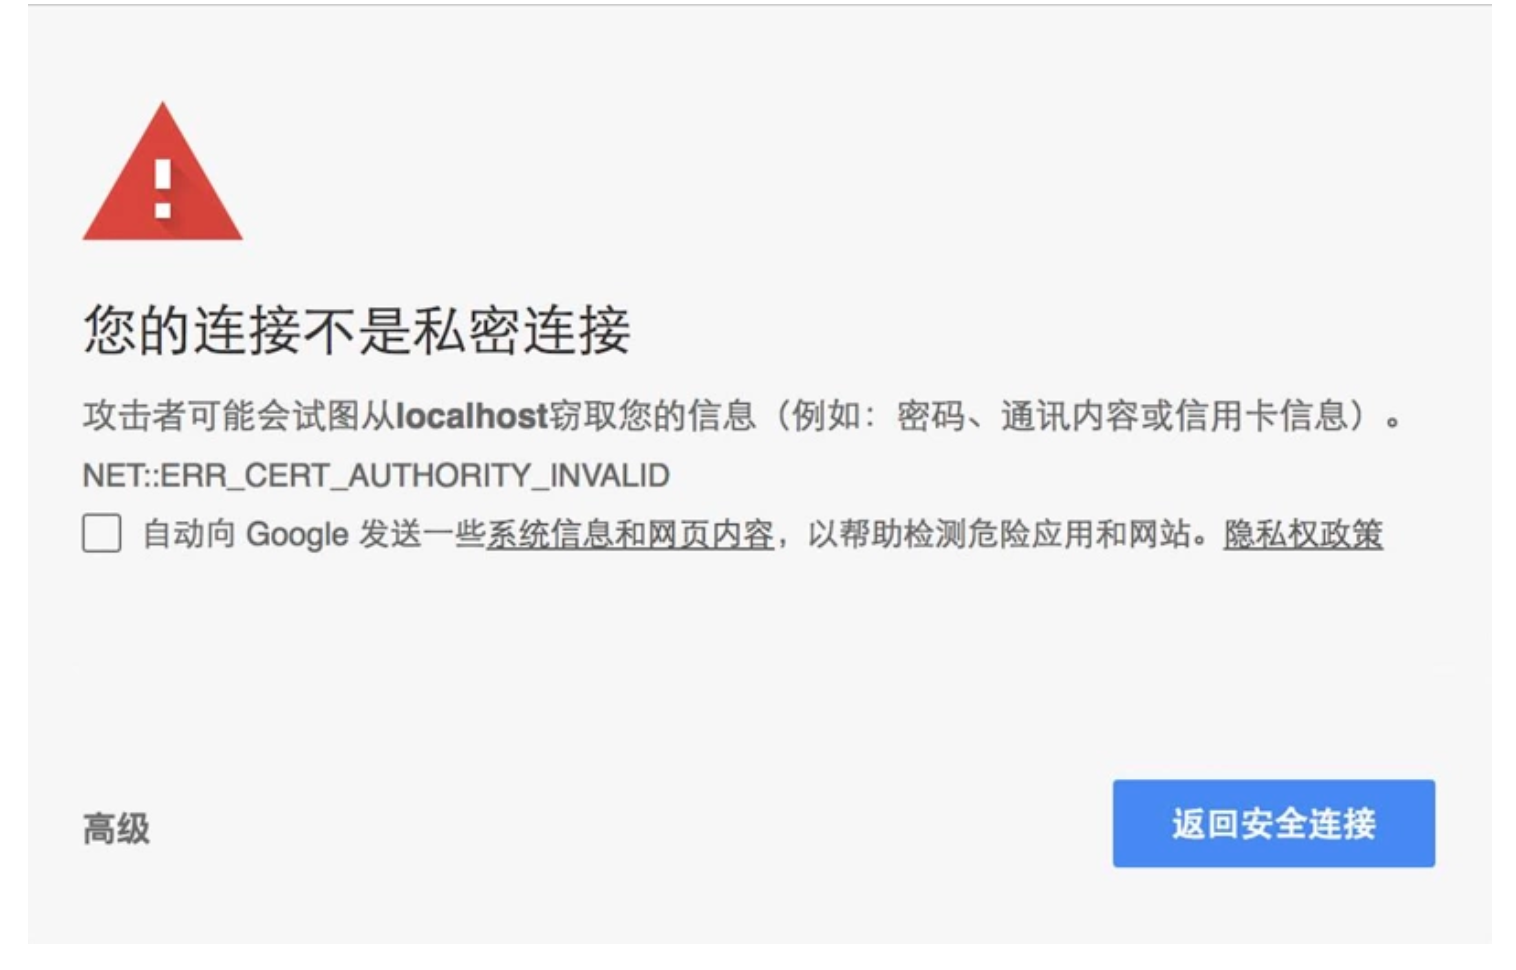 您的连接不是私密连接
攻击者可能会试图从localhost窃取您的信息（例如：密码、通讯内容或信用卡信息）。
NET::ERR_CERT_AUTHORITY_INVALID
自动向 Google 发送一些系统信息和网页内容，以帮助检测危险应用和网站。隐私权政策
高级
返回安全连接